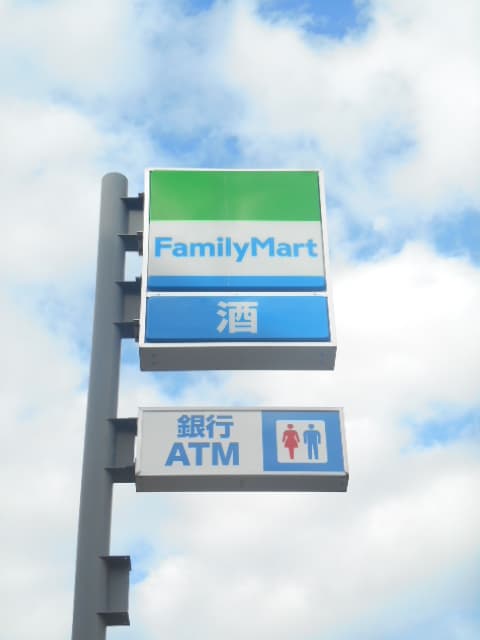 FamilyMart
酒
銀行
ATM